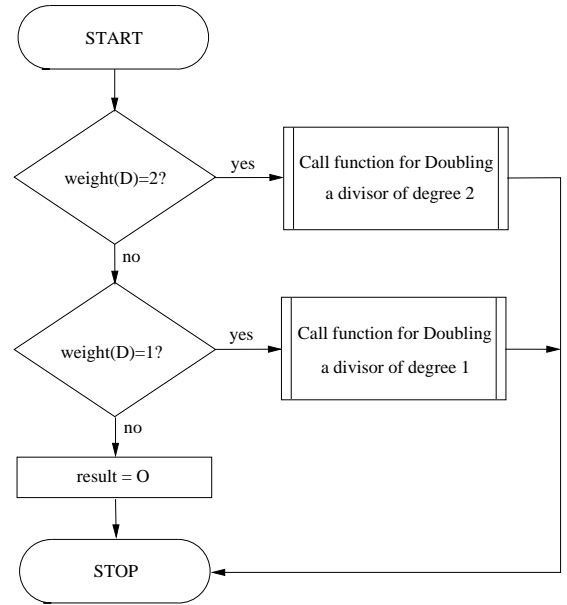 START
weight(D)=2?
yes
Call function for Doubling
a divisor of degree 2
no
weight(D)=1?
yes
Call function for Doubling
a divisor of degree 1
no
result = O
STOP